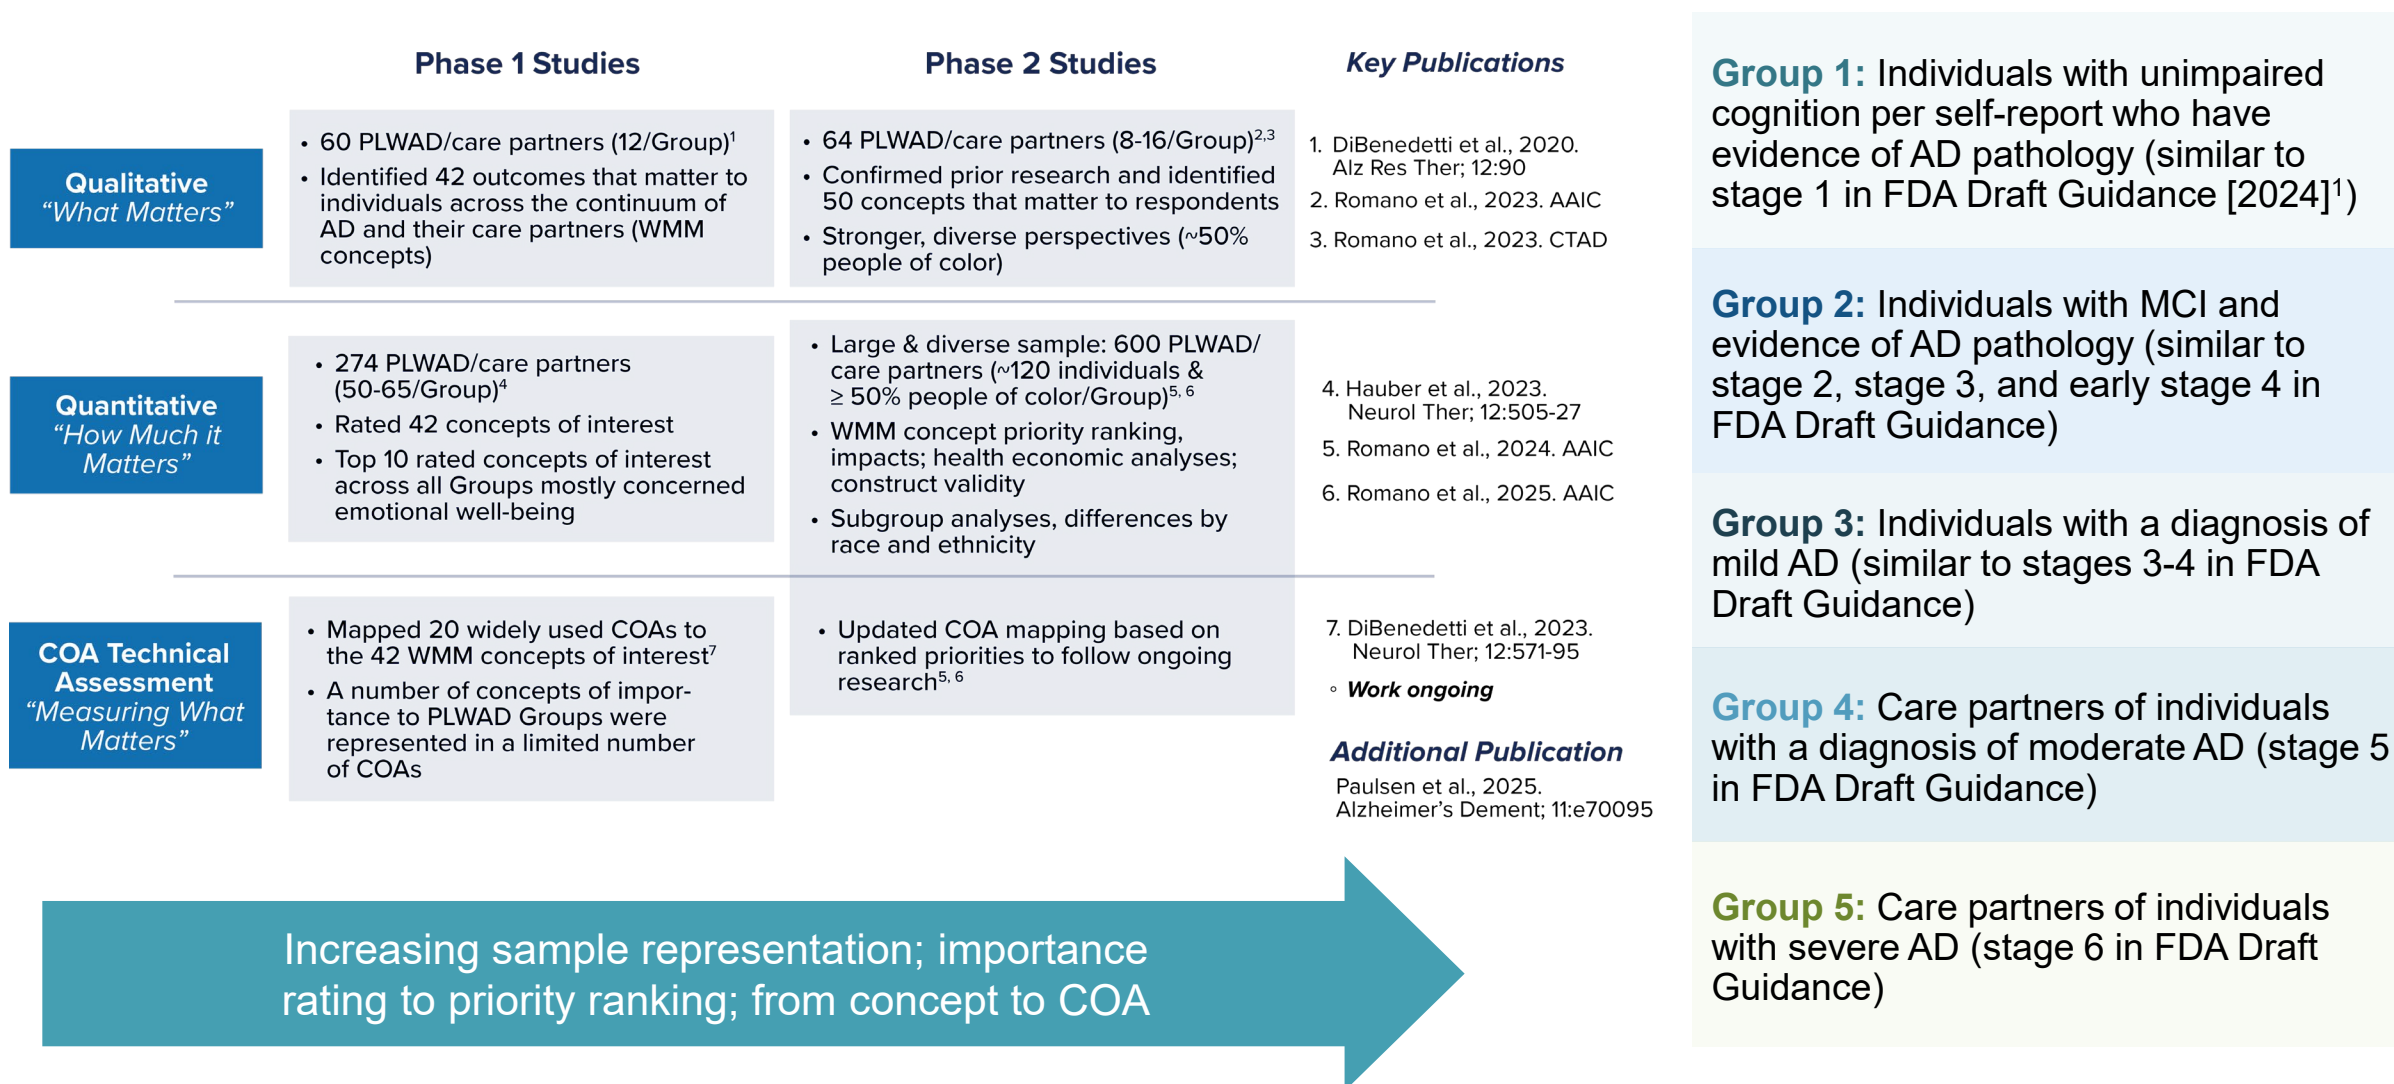 Phase 1 Studies
Phase 2 Studies
Key Publications
Qualitative
“What Matters”
• 60 PLWAD/care partners (12/Group)1
• Identified 42 outcomes that matter to
individuals across the continuum of
AD and their care partners (WMM
concepts)
• 64 PLWAD/care partners (8-16/Group)2,3
• Confirmed prior research and identified
50 concepts that matter to respondents
• Stronger, diverse perspectives (~50%
people of color)
1. DiBenedetti et al., 2020.
Alz Res Ther; 12:90
2. Romano et al., 2023. AAIC
3. Romano et al., 2023. CTAD
Quantitative
“How Much it
Matters”
• 274 PLWAD/care partners
(50-65/Group)4
• Rated 42 concepts of interest
• Top 10 rated concepts of interest
across all Groups mostly concerned
emotional well-being
• Large & diverse sample: 600 PLWAD/
care partners (~120 individuals &
≥ 50% people of color/Group)5, 6
• WMM concept priority ranking,
impacts; health economic analyses;
construct validity
• Subgroup analyses, differences by
race and ethnicity
4. Hauber et al., 2023.
Neurol Ther; 12:505-27
5. Romano et al., 2024. AAIC
6. Romano et al., 2025. AAIC
COA Technical
Assessment
“Measuring What
Matters”
• Mapped 20 widely used COAs to
the 42 WMM concepts of interest7
• A number of concepts of impor-
tance to PLWAD Groups were
represented in a limited number
of COAs
• Updated COA mapping based on
ranked priorities to follow ongoing
research5, 6
7. DiBenedetti et al., 2023.
Neurol Ther; 12:571-95
◦ Work ongoing
Additional Publication
Paulsen et al., 2025.
Alzheimer’s Dement; 11:e70095
Increasing sample representation; importance
rating to priority ranking; from concept to COA
Group 1: Individuals with unimpaired
cognition per self-report who have
evidence of AD pathology (similar to
stage 1 in FDA Draft Guidance [2024]1)
Group 2: Individuals with MCI and
evidence of AD pathology (similar to
stage 2, stage 3, and early stage 4 in
FDA Draft Guidance)
Group 3: Individuals with a diagnosis of
mild AD (similar to stages 3-4 in FDA
Draft Guidance)
Group 4: Care partners of individuals
with a diagnosis of moderate AD (stage 5
in FDA Draft Guidance)
Group 5: Care partners of individuals
with severe AD (stage 6 in FDA Draft
Guidance)